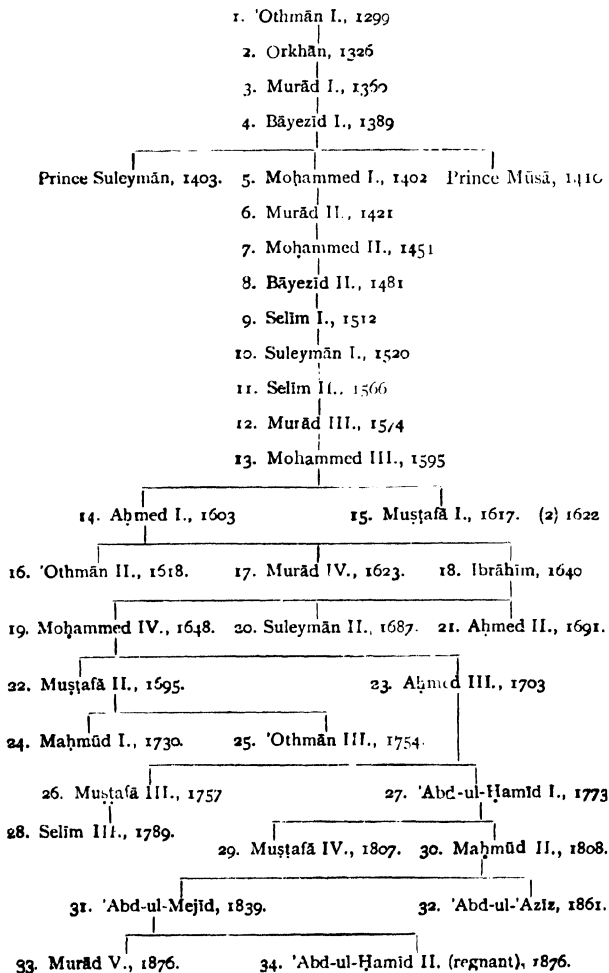 1. 'Othmān I., 1299
2. Orkhān, 1326
3. Murād I., 1360
4. Bāyezīd I., 1389
Prince Suleymān, 1403. 5. Moḥammed I., 1402 Prince Mūsā, 1410
6. Murād II., 1421
7. Moḥammed II., 1451
8. Bāyezīd II., 1481
9. Selīm I., 1512
10. Suleymān I., 1520
11. Selīm II., 1566
12. Murād III., 1574
13. Mohammed III., 1595
14. Aḥmed I., 1603 15. Muṣṭafā I., 1617. (2) 1622
16. 'Othmān II., 1618. 17. Murād IV., 1623. 18. Ibrāhīm, 1640
19. Moḥammed IV., 1648. 20. Suleymān II., 1687. 21. Aḥmed II., 1691.
22. Muṣṭafā II., 1695. 23. Aḥmed III., 1703
24. Maḥmūd I., 1730. 25. 'Othmān III., 1754.
26. Muṣṭafā III., 1757 27. 'Abd-ul-Ḥamīd I., 1773
28. Selīm III., 1789.
29. Muṣṭafā IV., 1807. 30. Maḥmūd II., 1808.
31. 'Abd-ul-Mejīd, 1839. 32. 'Abd-ul-'Azīz, 1861.
33. Murād V., 1876. 34. 'Abd-ul-Ḥamīd II. (regnant), 1876.